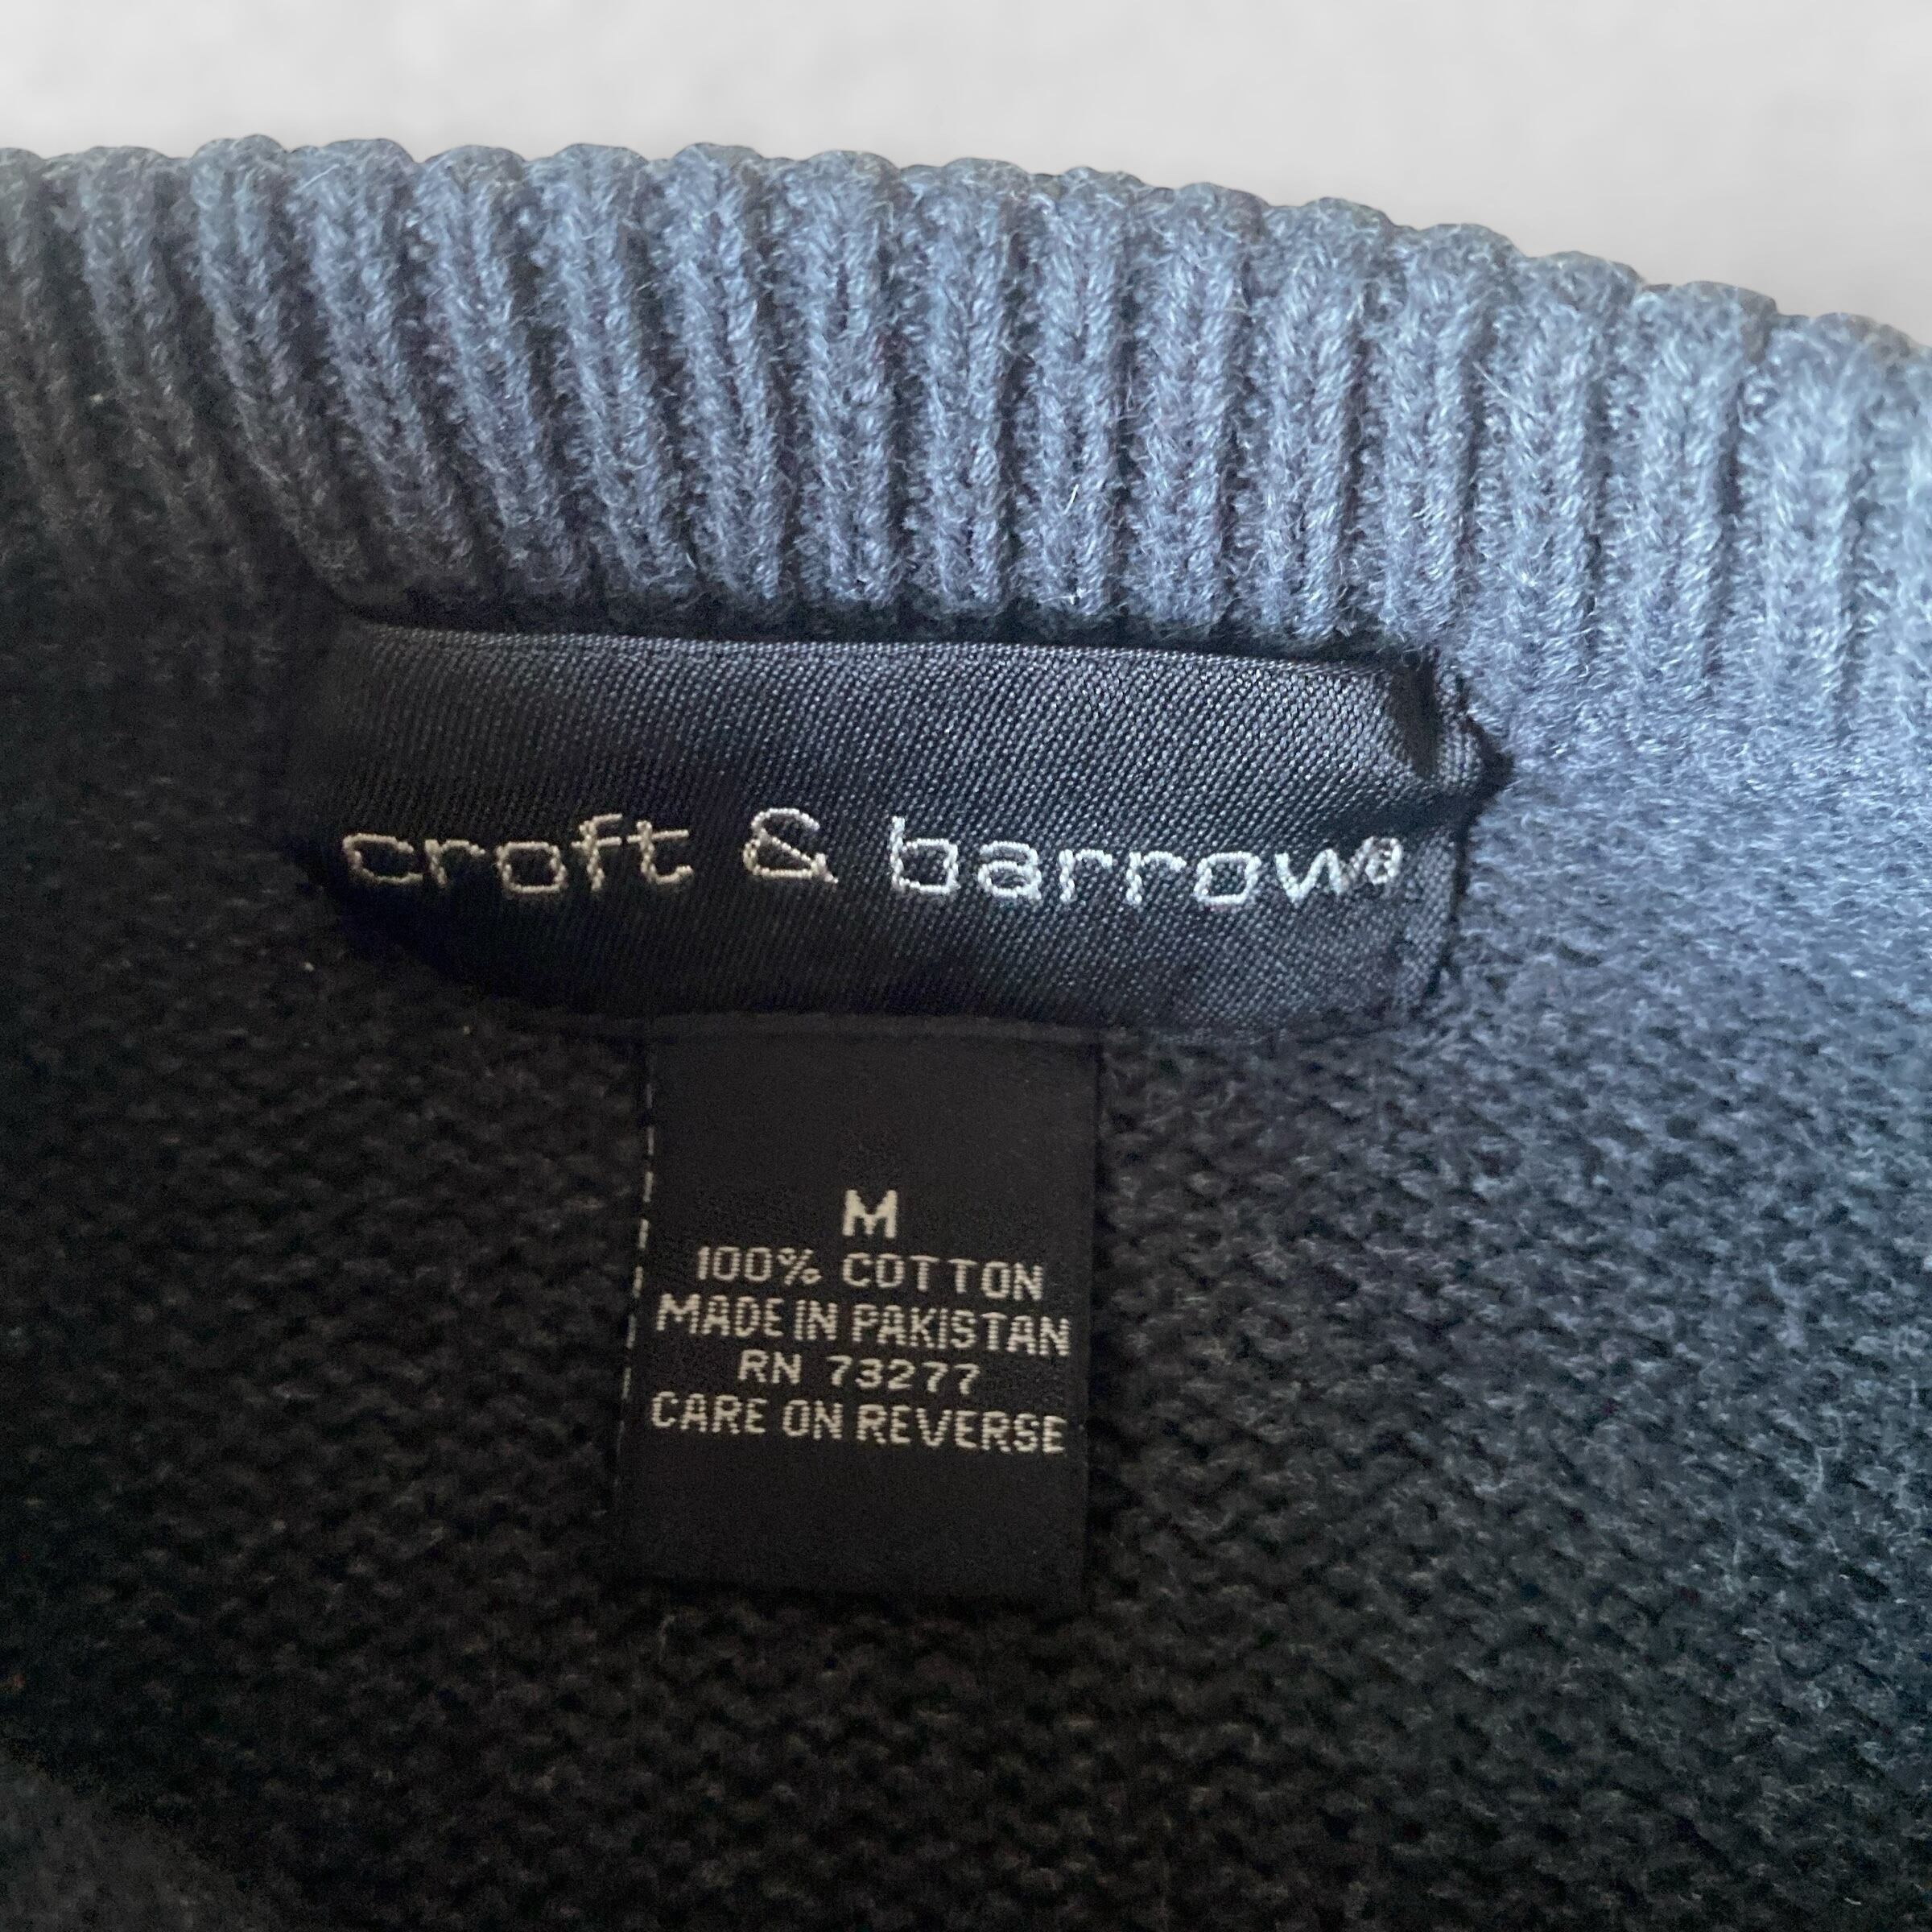 croft & barrow®
M
100% COTTON
MADE IN PAKISTAN
RN 73277
CARE ON REVERSE